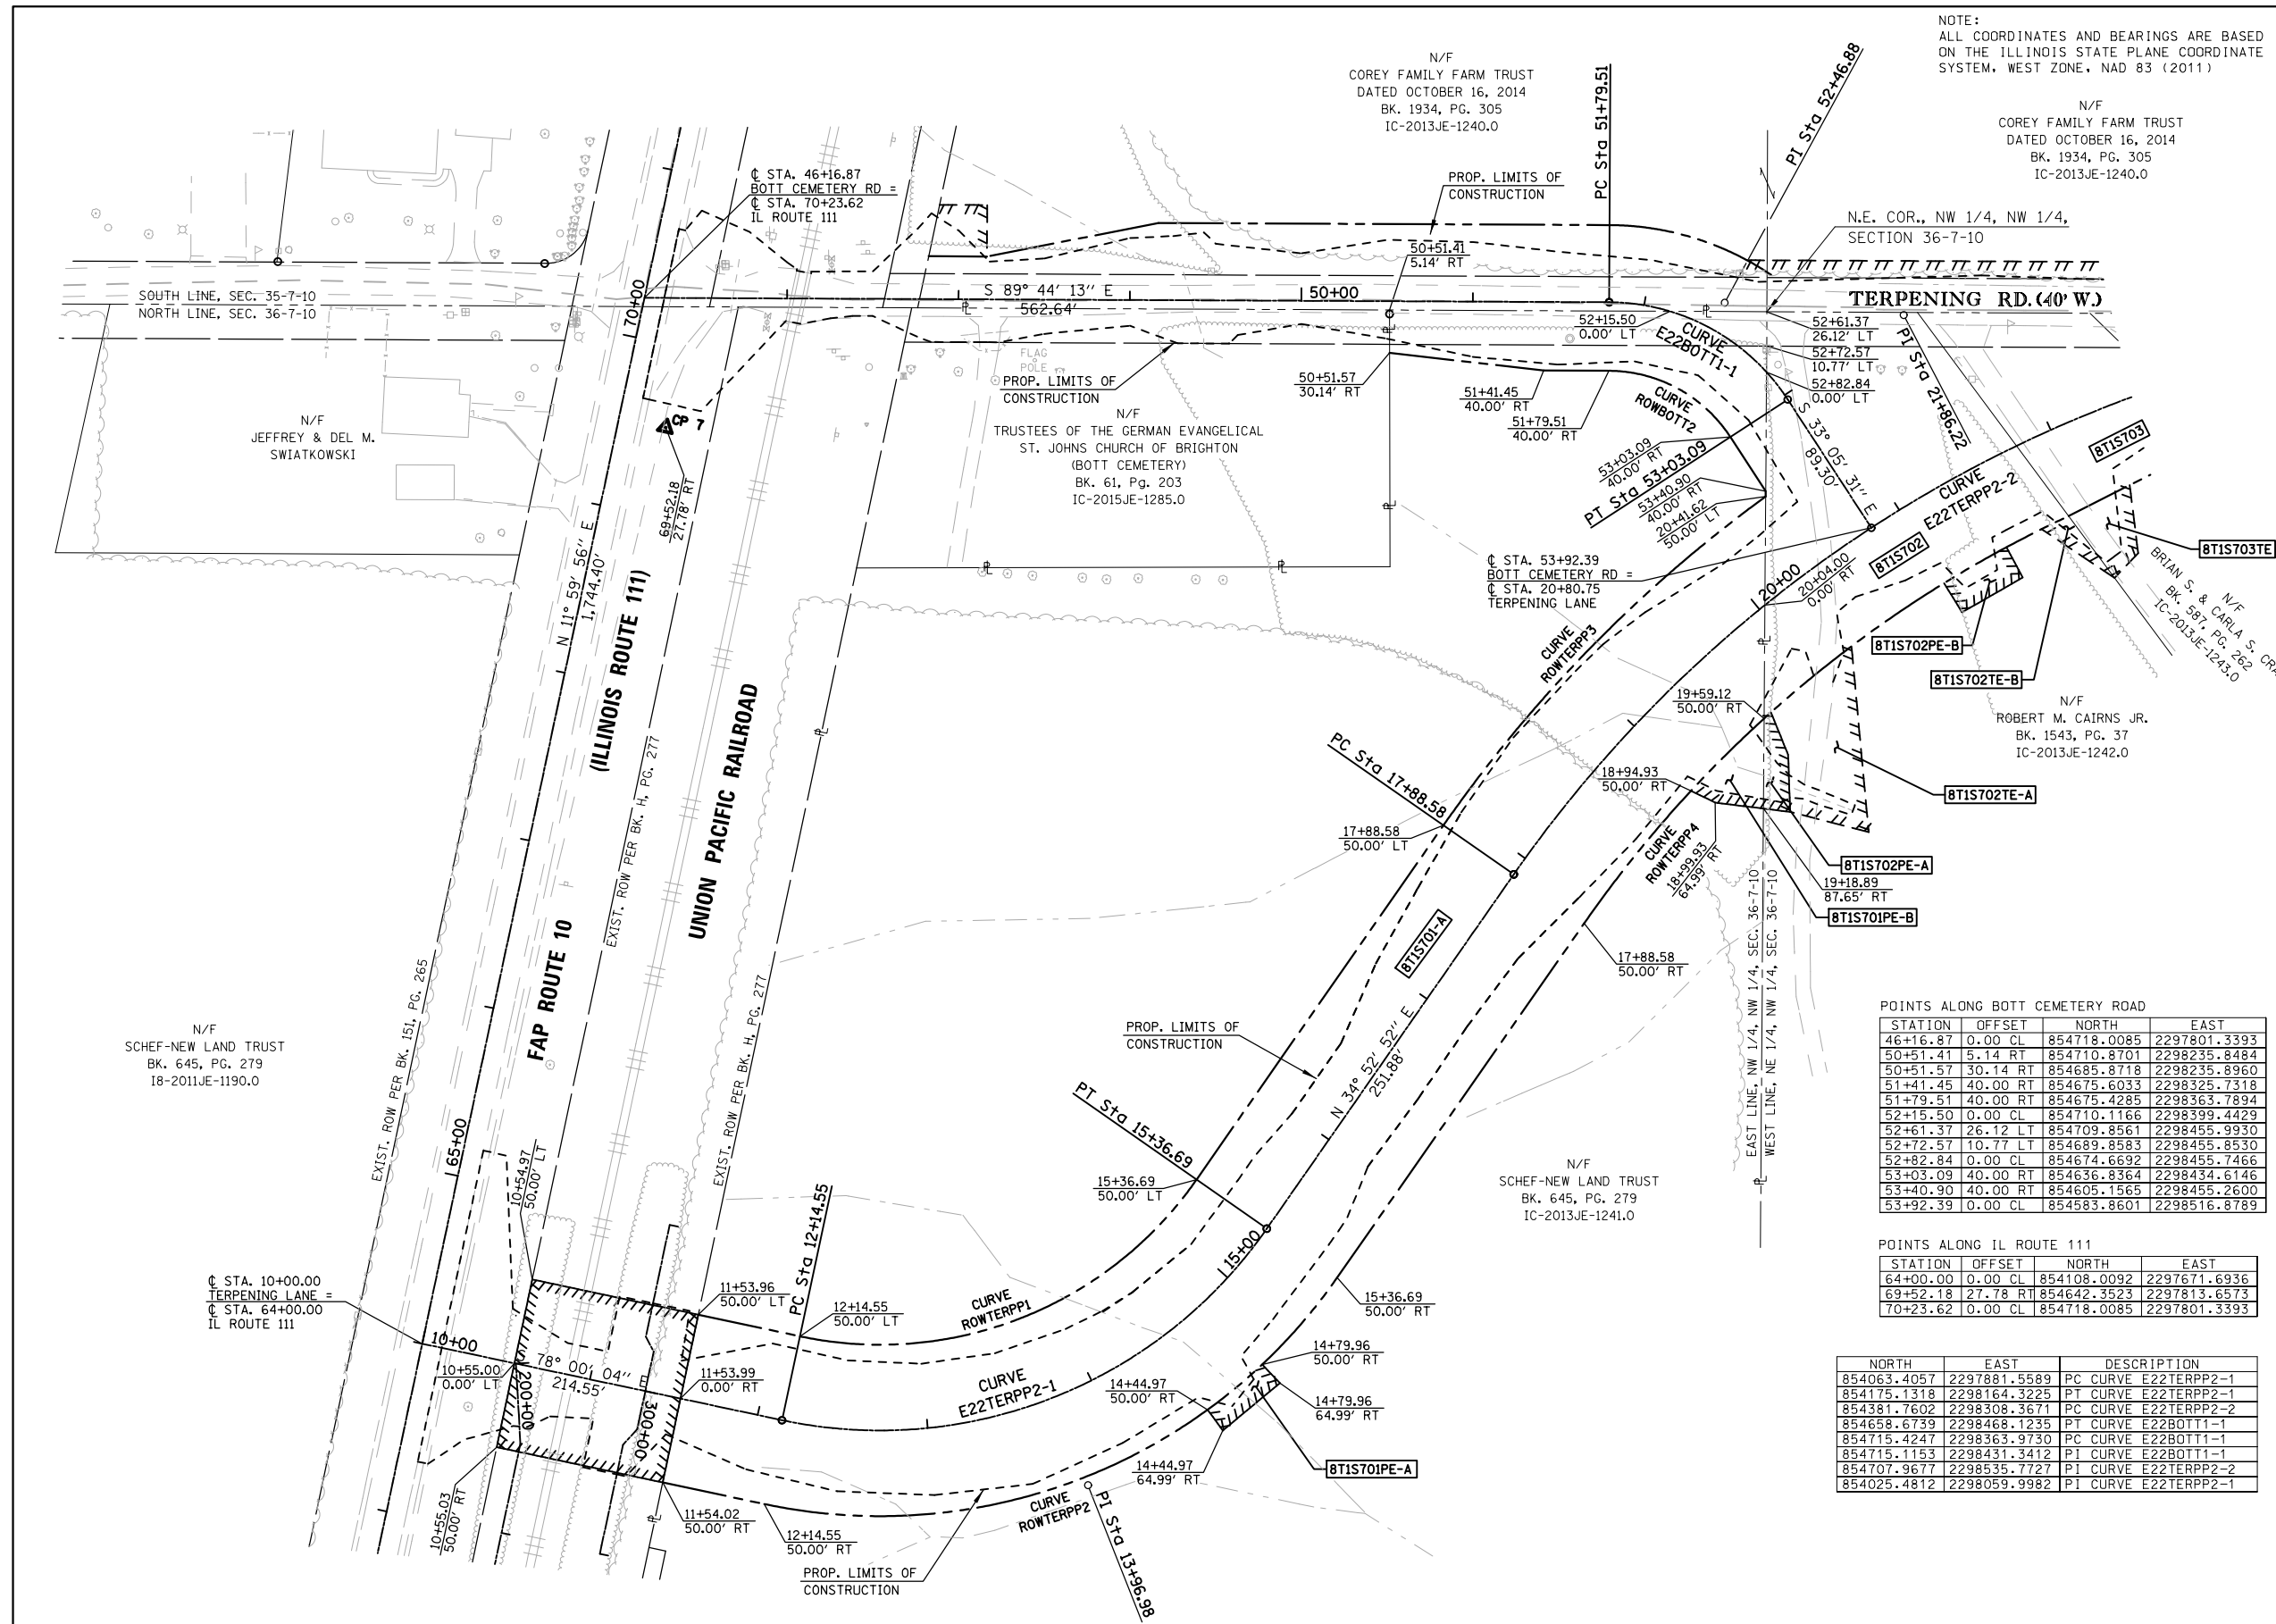 NOTE:
ALL COORDINATES AND BEARINGS ARE BASED
ON THE ILLINOIS STATE PLANE COORDINATE
SYSTEM, WEST ZONE, NAD 83 (2011)
N/F
COREY FAMILY FARM TRUST
DATED OCTOBER 16, 2014
BK. 1934, PG. 305
IC-2013JE-1240.0
N/F
COREY FAMILY FARM TRUST
DATED OCTOBER 16, 2014
BK. 1934, PG. 305
IC-2013JE-1240.0
PC Sta 51+79.51
PI Sta 52+46.88
PROP. LIMITS OF
CONSTRUCTION
℄ STA. 46+16.87
BOTT CEMETERY RD =
℄ STA. 70+23.62
IL ROUTE 111
N.E. COR., NW 1/4, NW 1/4,
SECTION 36-7-10
50+51.41
5.14' RT
SOUTH LINE, SEC. 35-7-10
NORTH LINE, SEC. 36-7-10
70+00
S 89° 44' 13" E
562.64'
50+00
TERPENING RD.(40' W.)
52+15.50
0.00' LT
CURVE
E22BOTT1-1
52+61.37
26.12' LT
52+72.57
10.77' LT
52+82.84
0.00' LT
PI Sta 21+86.22
FLAG
POLE
PROP. LIMITS OF
CONSTRUCTION
50+51.57
30.14' RT
51+41.45
40.00' RT
51+79.51
40.00' RT
CURVE
ROWBOTT2
S 33° 05' 31" E
89.30'
N/F
JEFFREY & DEL M.
SWIATKOWSKI
CP 7
69+52.18
27.78' RT
N/F
TRUSTEES OF THE GERMAN EVANGELICAL
ST. JOHNS CHURCH OF BRIGHTON
(BOTT CEMETERY)
BK. 61, Pg. 203
IC-2015JE-1285.0
53+03.09
40.00' RT
PT Sta 53+03.09
53+40.90
40.00' RT
20+41.62
50.00' LT
CURVE
E22TERPP2-2
8T1S703
8T1S702
8T1S703TE
N/F
BRIAN S. & CARLA S. CRA
BK. 587, PG. 262
IC-2013JE-1243.0
℄ STA. 53+92.39
BOTT CEMETERY RD =
℄ STA. 20+80.75
TERPENING LANE
20+00
20+04.00
0.00' RT
8T1S702PE-B
8T1S702TE-B
N 11° 59' 56" E
1,744.40'
(ILLINOIS ROUTE 111)
CURVE
ROWTERPP3
19+59.12
50.00' RT
N/F
ROBERT M. CAIRNS JR.
BK. 1543, PG. 37
IC-2013JE-1242.0
EXIST. ROW PER BK. H, PG. 277
UNION PACIFIC RAILROAD
PC Sta 17+88.58
17+88.58
50.00' LT
18+94.93
50.00' RT
8T1S702TE-A
CURVE
ROWTERPP4
18+99.93
64.99' RT
8T1S702PE-A
19+18.89
87.65' RT
8T1S701PE-B
FAP ROUTE 10
8T1S701-A
17+88.58
50.00' RT
EAST LINE, NW 1/4, NW 1/4, SEC. 36-7-10
WEST LINE, NE 1/4, NW 1/4, SEC. 36-7-10
EXIST. ROW PER BK. 151, PG. 265
EXIST. ROW PER BK. H, PG. 277
N/F
SCHEF-NEW LAND TRUST
BK. 645, PG. 279
I8-2011JE-1190.0
PROP. LIMITS OF
CONSTRUCTION
N 34° 52' 52" E
251.88'
POINTS ALONG BOTT CEMETERY ROAD
STATION OFFSET NORTH EAST
46+16.87 0.00 CL 854718.0085 2297801.3393
50+51.41 5.14 RT 854710.8701 2298235.8484
50+51.57 30.14 RT 854685.8718 2298235.8960
51+41.45 40.00 RT 854675.6033 2298325.7318
51+79.51 40.00 RT 854675.4285 2298363.7894
52+15.50 0.00 CL 854710.1166 2298399.4429
52+61.37 26.12 LT 854709.8561 2298455.9930
52+72.57 10.77 LT 854689.8583 2298455.8530
52+82.84 0.00 CL 854674.6692 2298455.7466
53+03.09 40.00 RT 854636.8364 2298434.6146
53+40.90 40.00 RT 854605.1565 2298455.2600
53+92.39 0.00 CL 854583.8601 2298516.8789
65+00
PT Sta 15+36.69
15+36.69
50.00' LT
N/F
SCHEF-NEW LAND TRUST
BK. 645, PG. 279
IC-2013JE-1241.0
10+54.97
50.00' LT
PC Sta 12+14.55
15+00
POINTS ALONG IL ROUTE 111
STATION OFFSET NORTH EAST
64+00.00 0.00 CL 854108.0092 2297671.6936
69+52.18 27.78 RT 854642.3523 2297813.6573
70+23.62 0.00 CL 854718.0085 2297801.3393
℄ STA. 10+00.00
TERPENING LANE =
℄ STA. 64+00.00
IL ROUTE 111
11+53.96
50.00' LT
12+14.55
50.00' LT
CURVE
ROWTERPP1
15+36.69
50.00' RT
10+00
10+55.00
0.00' LT
78° 00' 04" E
214.55'
200+00
300+00
11+53.99
0.00' RT
CURVE
E22TERPP2-1
14+79.96
50.00' RT
14+44.97
50.00' RT
14+79.96
64.99' RT
NORTH EAST DESCRIPTION
854063.4057 2297881.5589 PC CURVE E22TERPP2-1
854175.1318 2298164.3225 PT CURVE E22TERPP2-1
854381.7602 2298308.3671 PC CURVE E22TERPP2-2
854658.6739 2298468.1235 PT CURVE E22BOTT1-1
854715.4247 2298363.9730 PC CURVE E22BOTT1-1
854715.1153 2298431.3412 PI CURVE E22BOTT1-1
854707.9677 2298535.7727 PI CURVE E22TERPP2-2
854025.4812 2298059.9982 PI CURVE E22TERPP2-1
14+44.97
64.99' RT
8T1S701PE-A
10+55.03
50.00' RT
11+54.02
50.00' RT
12+14.55
50.00' RT
CURVE
ROWTERPP2
PI Sta 13+96.98
PROP. LIMITS OF
CONSTRUCTION